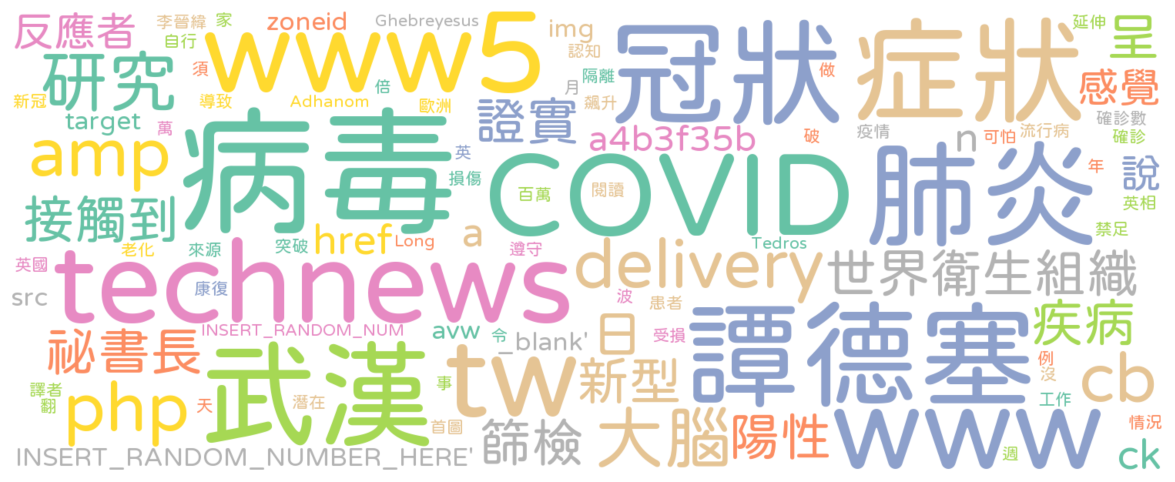 反應者
李晉緯
家
zoneid
Ghebreyesus
img
延伸
呈
自行
www5
冠狀
症狀
認知
研究
須
隔離
做
感覺
新冠
導致
Adhanom
倍
歐洲
月
飆升
target
萬
證實
a4b3f35b
疫情
n
可怕
流行病
確診數
確診
破
amp
病毒
COVID
肺炎
英
損傷
百萬
閱讀
年
說
接觸到
英相
禁足
老化
來源
突破
href
Long
a
遵守
Tedros
英國
technews
delivery
世界衛生組織
src
康復
波
患者
INSERT_RANDOM_NUM
avw
令
_blank'
日
受損
譚德塞
疾病
祕書長
武漢
tw
新型
例
沒
cb
譯者
翻
php
天
潛在
事
首圖
大腦
陽性
www
工作
情況
INSERT_RANDOM_NUMBER_HERE'
篩檢
週
ck